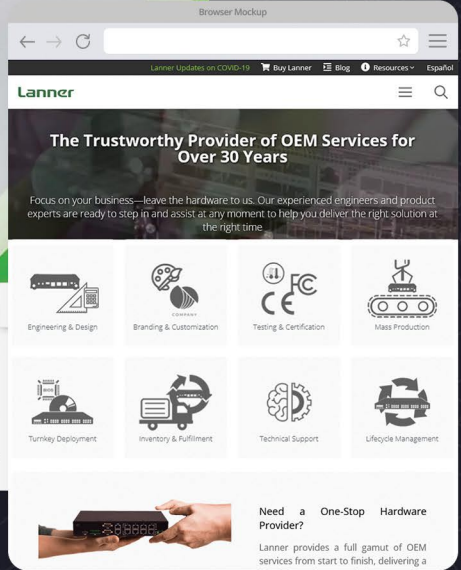 Browser Mockup
Lanner Updates on COVID-19 Buy Lanner Blog Resources Español
Lanner
The Trustworthy Provider of OEM Services for
Over 30 Years
Focus on your business—leave the hardware to us. Our experienced engineers and product
experts are ready to step in and assist at any moment to help you deliver the right solution at
the right time
COMPANY
FC
CE
Engineering & Design Branding & Customization Testing & Certification Mass Production
BIOS
Turnkey Deployment Inventory & Fulfillment Technical Support Lifecycle Management
Need a One-Stop Hardware
Provider?
Lanner provides a full gamut of OEM
services from start to finish, delivering a